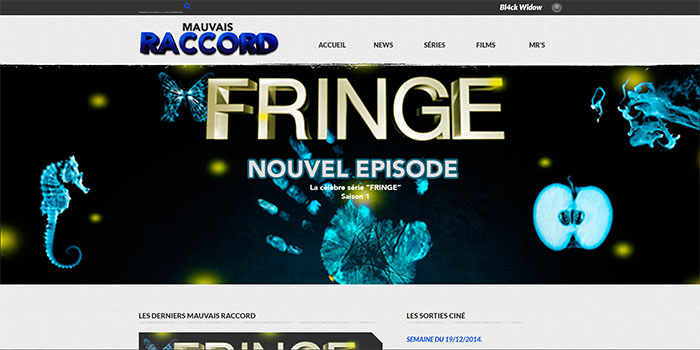 Bl4ck Widow
MAUVAIS
RACCORD
ACCUEIL NEWS SÉRIES FILMS MR'S
FRINGE
NOUVEL EPISODE
La célèbre série "FRINGE"
Saison 1
LES DERNIERS MAUVAIS RACCORD
LES SORTIES CINÉ
SEMAINE DU 19/12/2014.
FRINGE